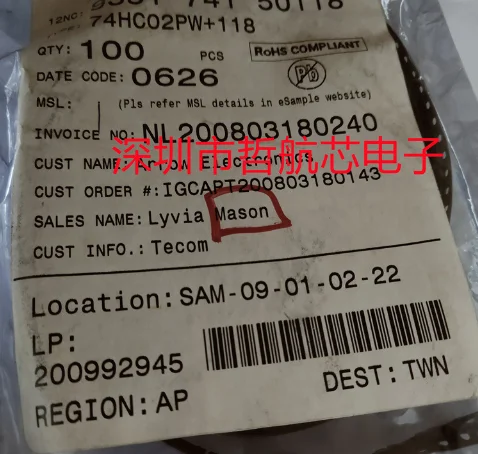 74HC02PW+118
QTY: 100 PCS
RoHS COMPLIANT
DATE CODE: 0626
Pb
MSL: (Pls refer MSL details in eSample website)
INVOICE NO: NL200803180240
深圳市哲航芯电子
CUST NAME: Arion Electronics
CUST ORDER #: IGCAPT200803180143
SALES NAME: Lyvia Mason
CUST INFO.: Tecom
Location: SAM-09-01-02-22
LP:
200992945
DEST: TWN
REGION: AP